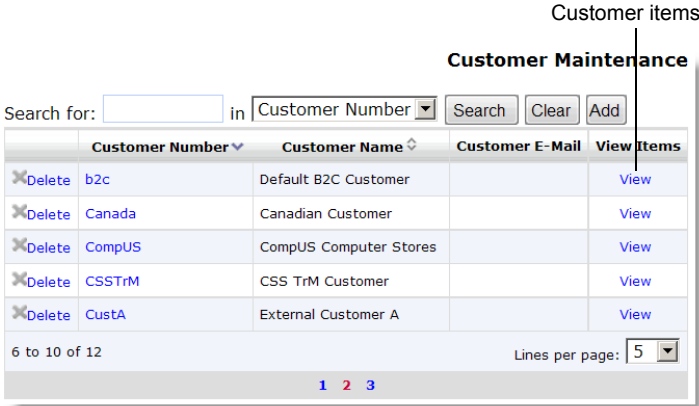 Customer items
Customer Maintenance
Search for: in Customer Number Search Clear Add
Customer Number Customer Name Customer E-Mail View Items
Delete b2c Default B2C Customer View
Delete Canada Canadian Customer View
Delete CompUS CompUS Computer Stores View
Delete CSSTrM CSS TrM Customer View
Delete CustA External Customer A View
6 to 10 of 12 Lines per page: 5
1 2 3